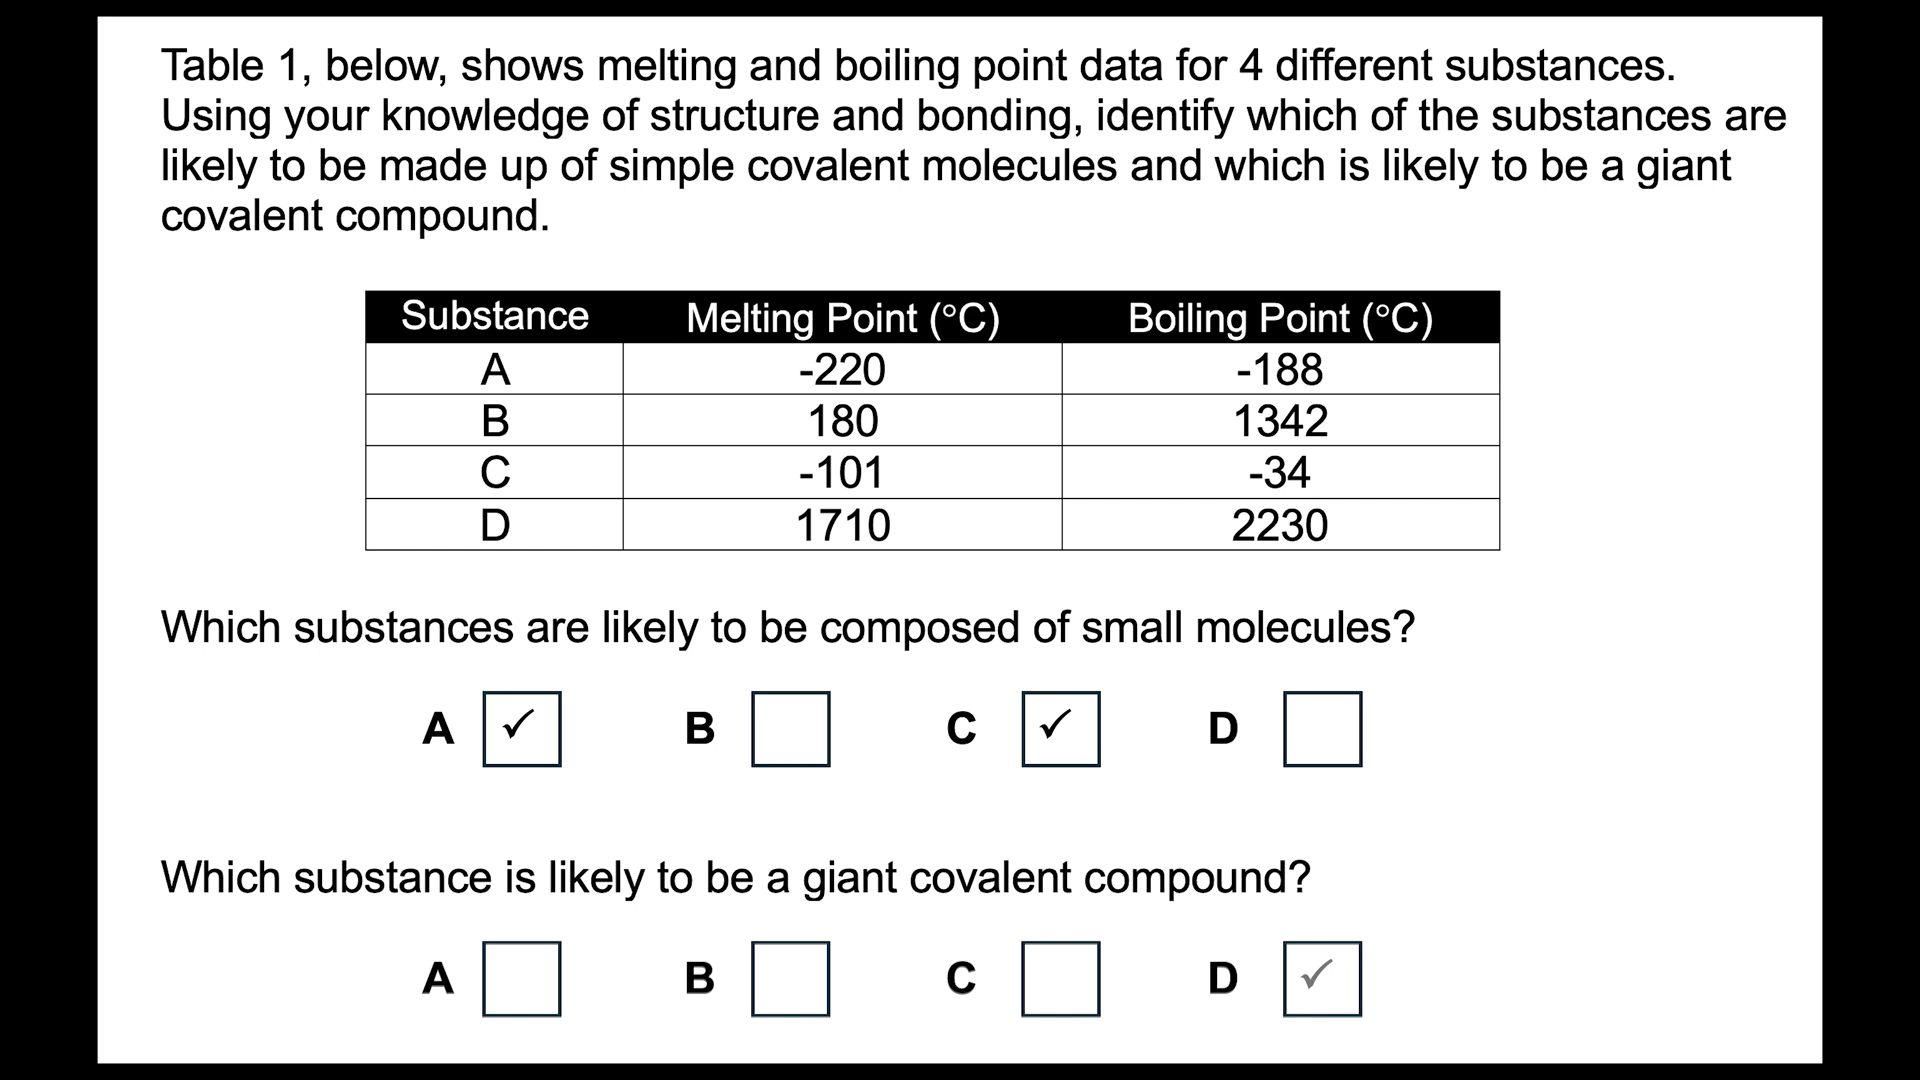 Table 1, below, shows melting and boiling point data for 4 different substances.
Using your knowledge of structure and bonding, identify which of the substances are
likely to be made up of simple covalent molecules and which is likely to be a giant
covalent compound.
Substance Melting Point (°C) Boiling Point (°C)
A -220 -188
B 180 1342
C -101 -34
D 1710 2230
Which substances are likely to be composed of small molecules?
A ✓ B C ✓ D
Which substance is likely to be a giant covalent compound?
A B C D ✓